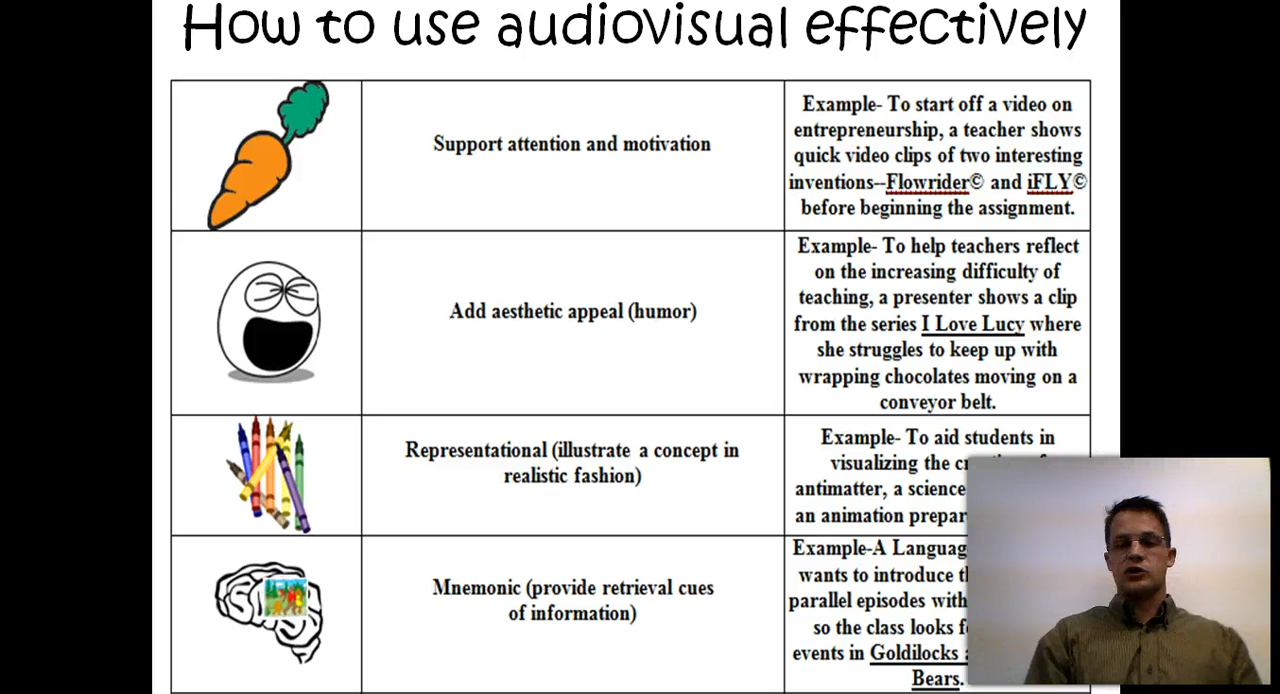 How to use audiovisual effectively
Support attention and motivation
Example- To start off a video on
entrepreneurship, a teacher shows
quick video clips of two interesting
inventions--Flowrider© and iFLY©
before beginning the assignment.
Add aesthetic appeal (humor)
Example- To help teachers reflect
on the increasing difficulty of
teaching, a presenter shows a clip
from the series I Love Lucy where
she struggles to keep up with
wrapping chocolates moving on a
conveyor belt.
Representational (illustrate a concept in
realistic fashion)
Example- To aid students in
visualizing the
antimatter, a science
an animation
Mnemonic (provide retrieval cues
of information)
Example-A
wants to introduce
parallel episodes with
so the class looks
events in Goldilocks
Bears.